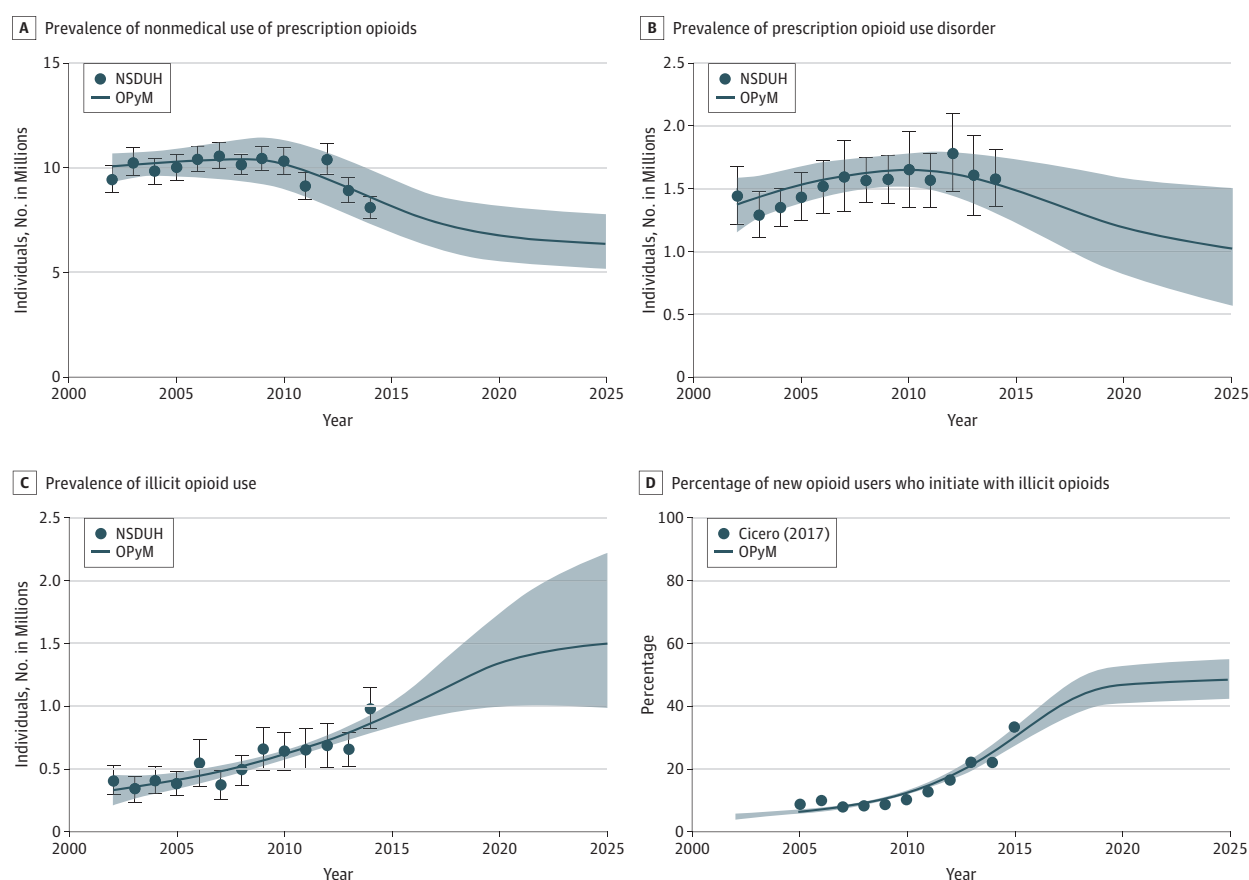 A Prevalence of nonmedical use of prescription opioids
15
10
5
0
Individuals, No. in Millions
NSDUH
OPyM
2000 2005 2010 2015 2020 2025
Year
B Prevalence of prescription opioid use disorder
2.5
2.0
1.5
1.0
0.5
0
Individuals, No. in Millions
NSDUH
OPyM
2000 2005 2010 2015 2020 2025
Year
C Prevalence of illicit opioid use
2.5
2.0
1.5
1.0
0.5
0
Individuals, No. in Millions
NSDUH
OPyM
2000 2005 2010 2015 2020 2025
Year
D Percentage of new opioid users who initiate with illicit opioids
100
80
60
40
20
0
Percentage
Cicero (2017)
OPyM
2000 2005 2010 2015 2020 2025
Year